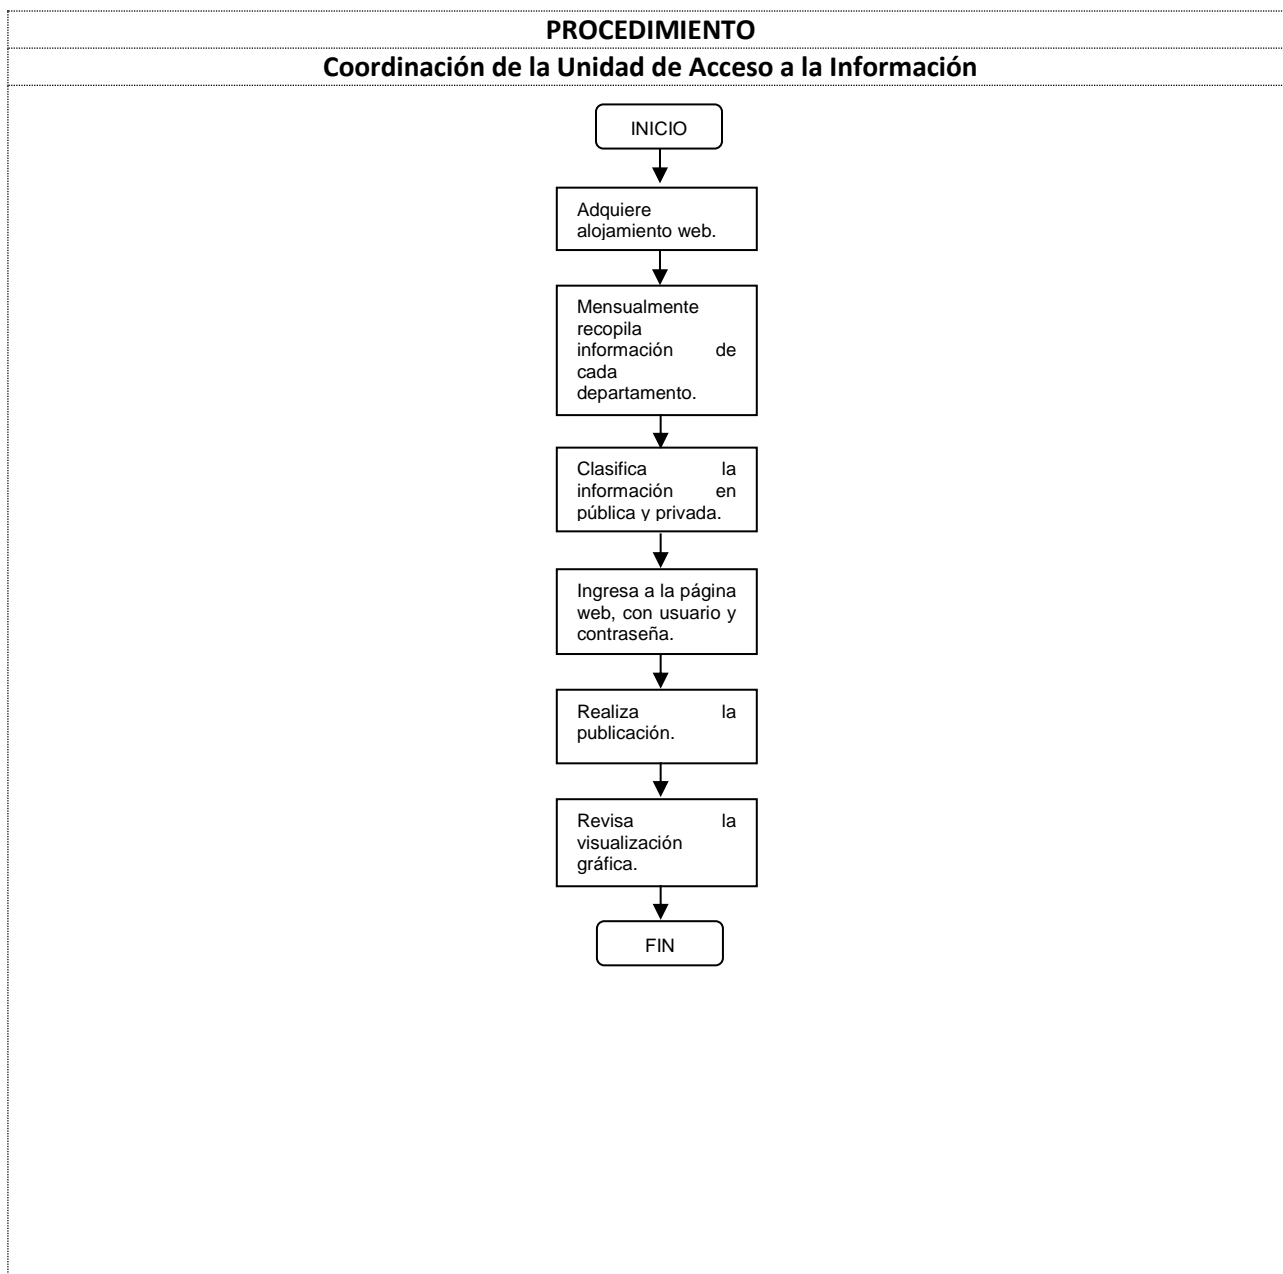 PROCEDIMIENTO
Coordinación de la Unidad de Acceso a la Información
INICIO
Adquiere
alojamiento web.
Mensualmente
recopila
información de
cada
departamento.
Clasifica la
información en
pública y privada.
Ingresa a la página
web, con usuario y
contraseña.
Realiza la
publicación.
Revisa la
visualización
gráfica.
FIN